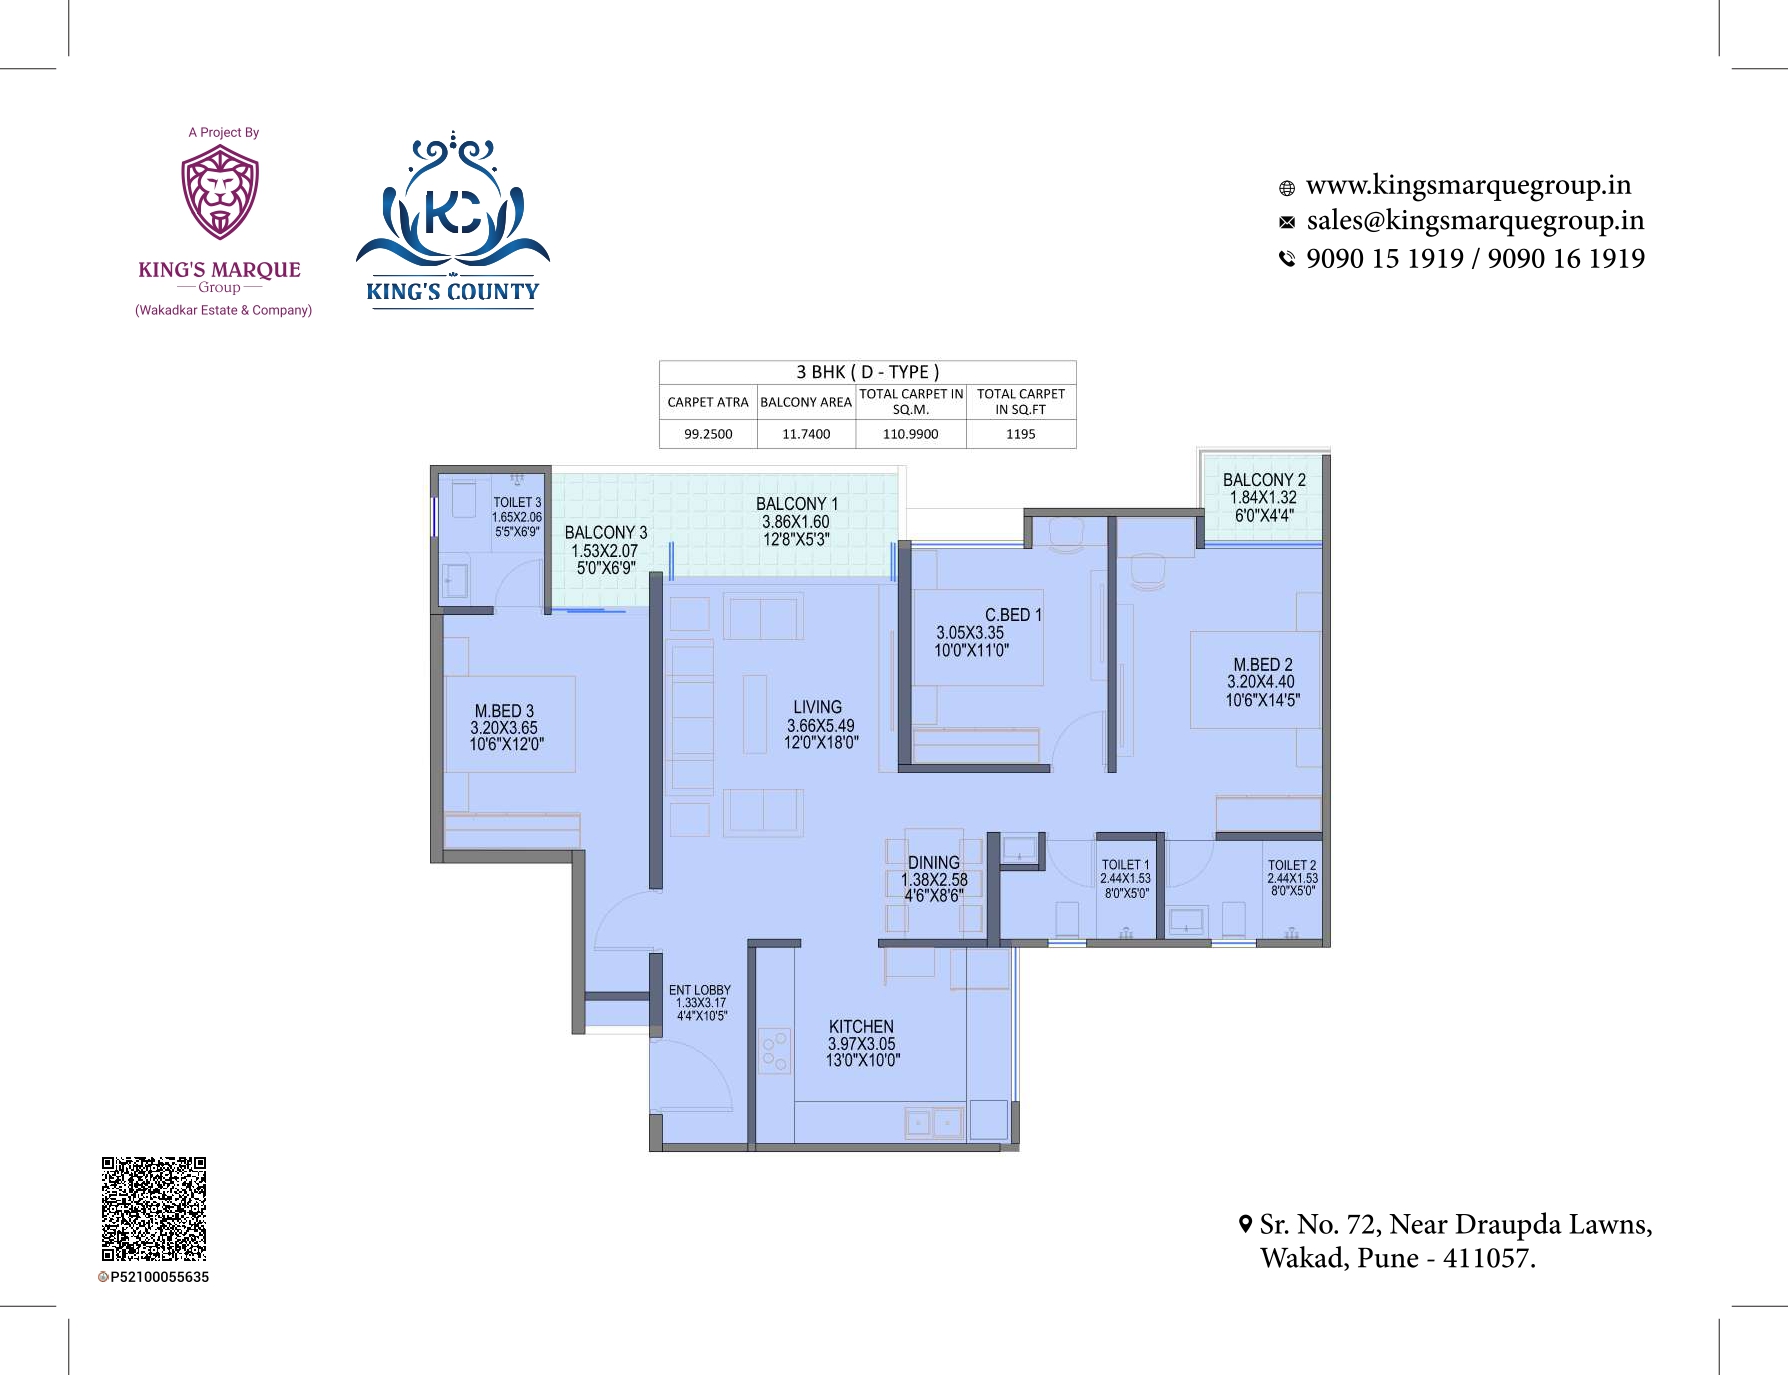 A Project By
KING'S MARQUE
Group
(Wakadkar Estate & Company)
KC
KING'S COUNTY
www.kingsmarquegroup.in
sales@kingsmarquegroup.in
9090 15 1919 / 9090 16 1919
3 BHK ( D - TYPE )
CARPET ATRA BALCONY AREA TOTAL CARPET IN SQ.M. TOTAL CARPET IN SQ.FT
99.2500 11.7400 110.9900 1195
TOILET 3
1.65X2.06
5'5"X6'9"
BALCONY 3
1.53X2.07
5'0"X6'9"
BALCONY 1
3.86X1.60
12'8"X5'3"
BALCONY 2
1.84X1.32
6'0"X4'4"
C.BED 1
3.05X3.35
10'0"X11'0"
M.BED 2
3.20X4.40
10'6"X14'5"
M.BED 3
3.20X3.65
10'6"X12'0"
LIVING
3.66X5.49
12'0"X18'0"
DINING
1.38X2.58
4'6"X8'6"
TOILET 1
2.44X1.53
8'0"X5'0"
TOILET 2
2.44X1.53
8'0"X5'0"
ENT LOBBY
1.33X3.17
4'4"X10'5"
KITCHEN
3.97X3.05
13'0"X10'0"
P52100055635
Sr. No. 72, Near Draupda Lawns,
Wakad, Pune - 411057.